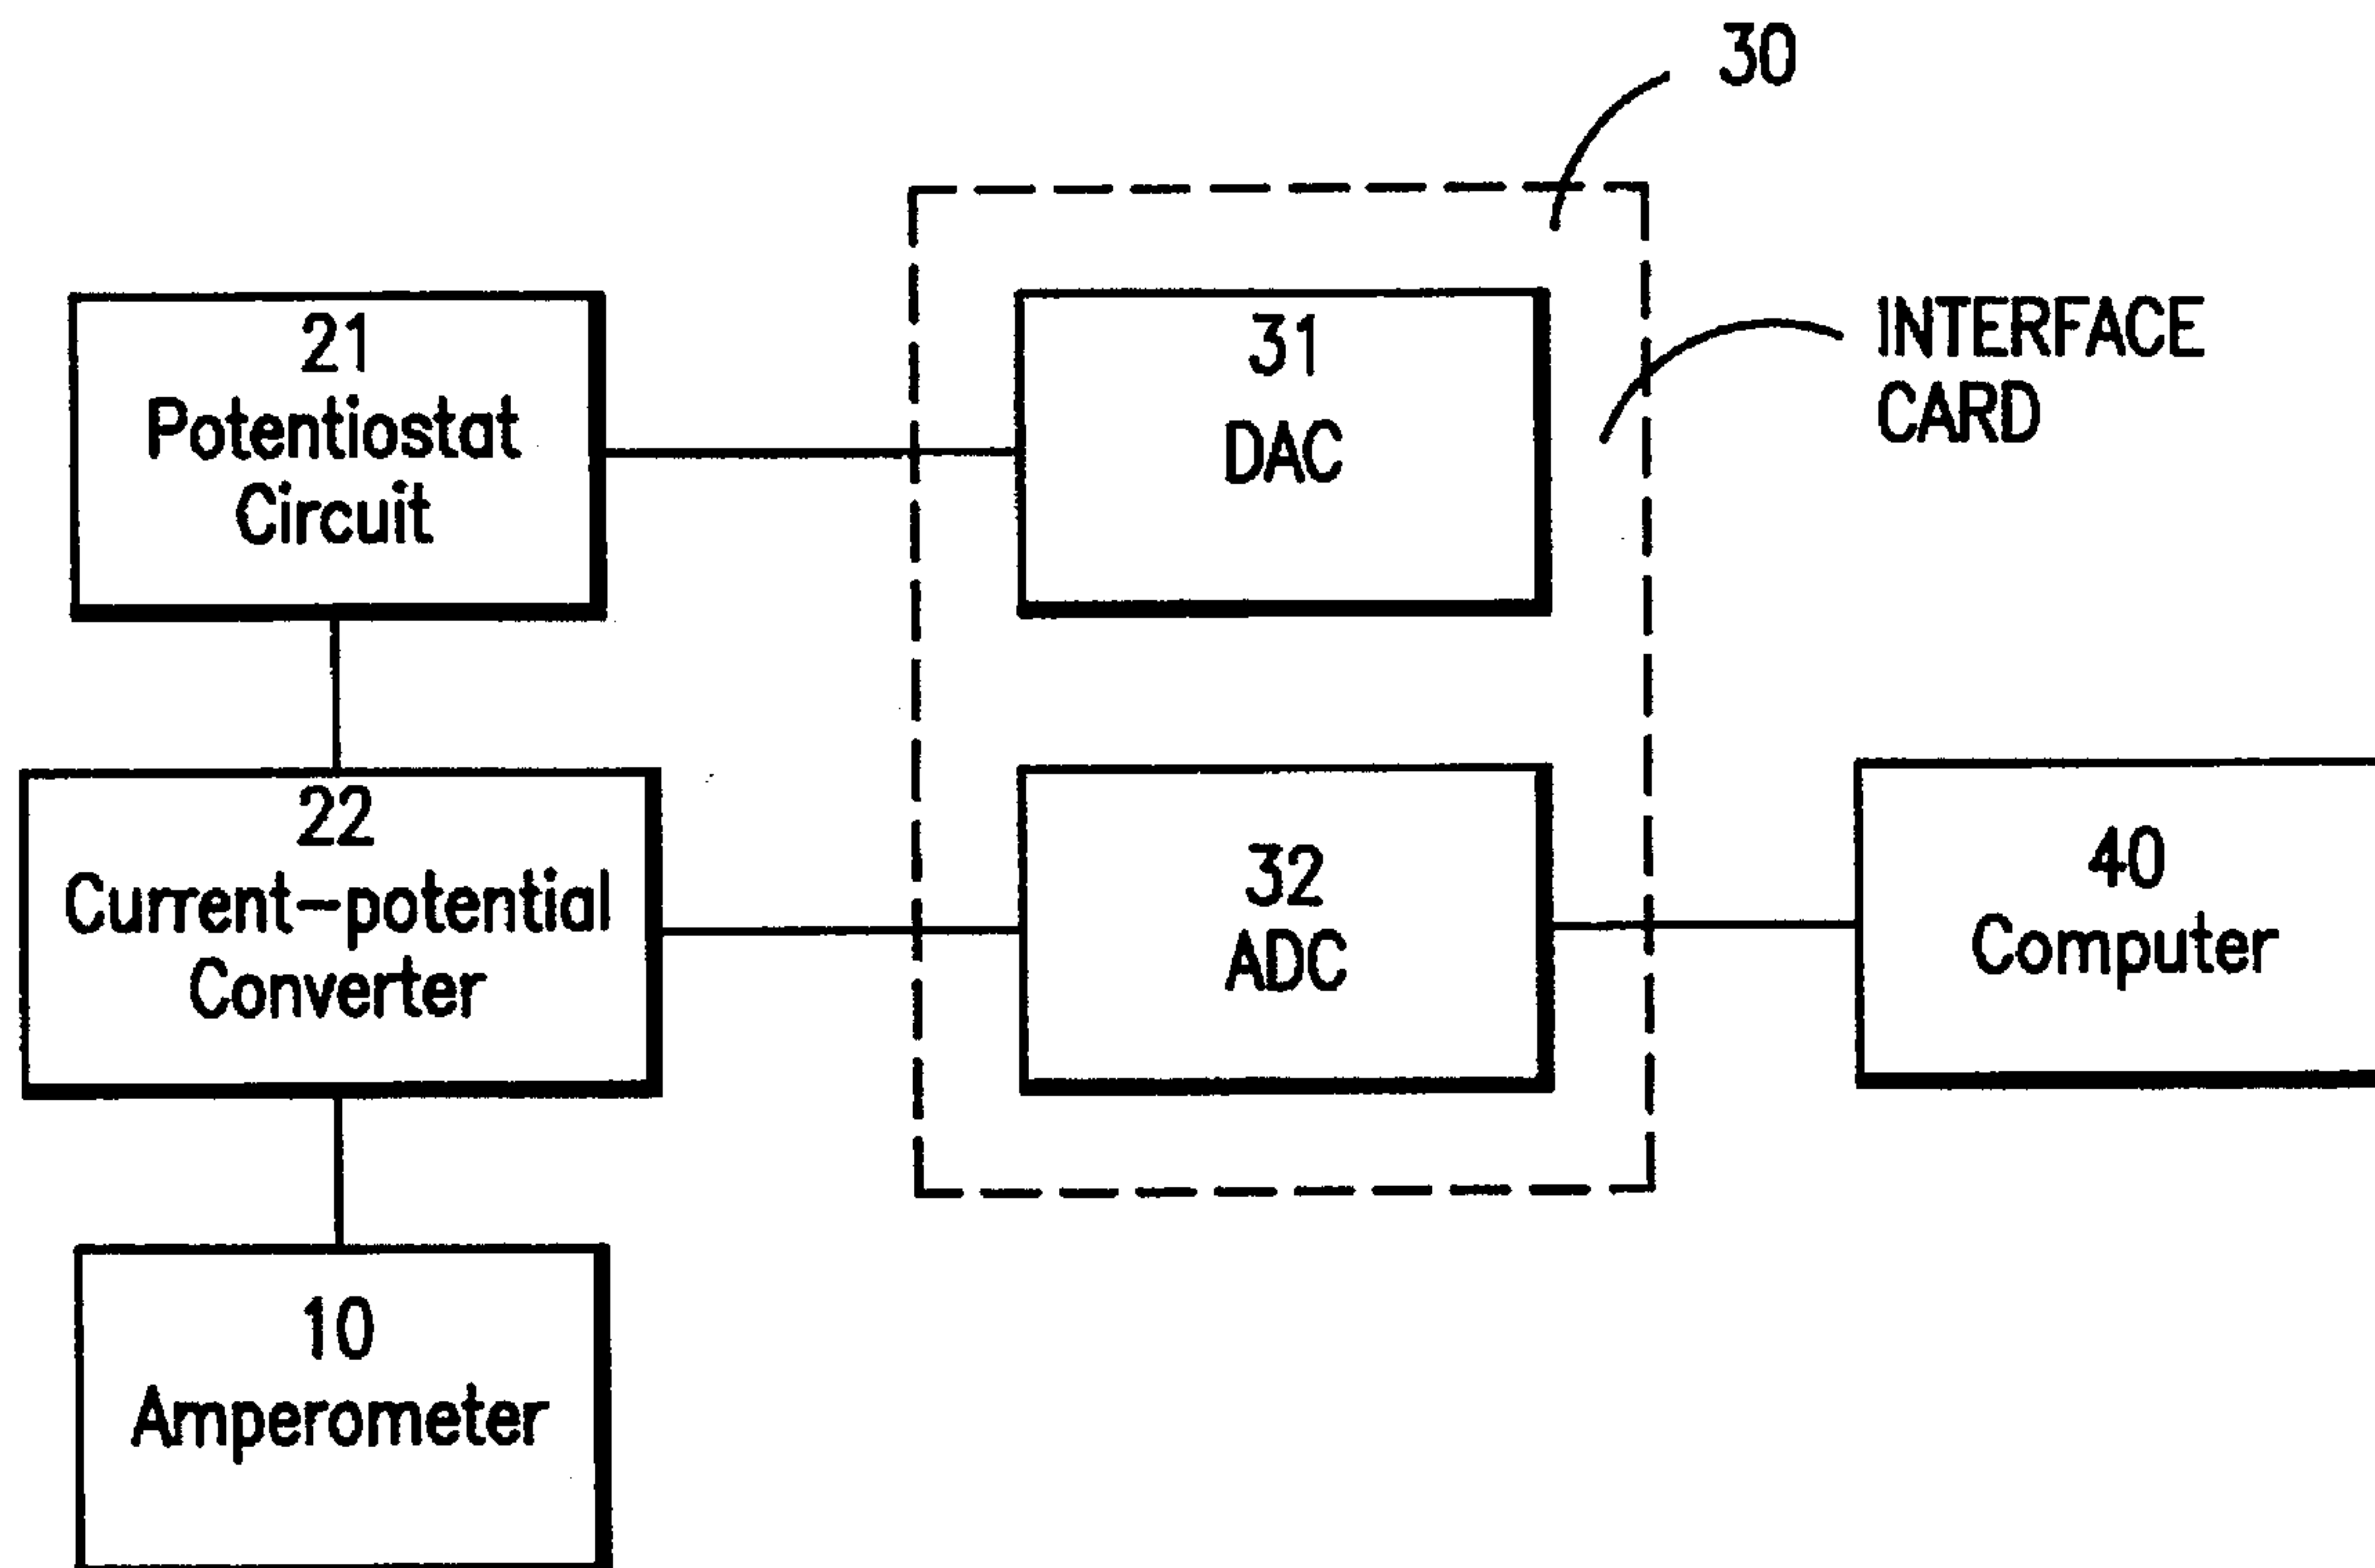 30
21
Potentiostat
Circuit
31
DAC
INTERFACE
CARD
22
Current-potential
Converter
32
ADC
40
Computer
10
Amperometer